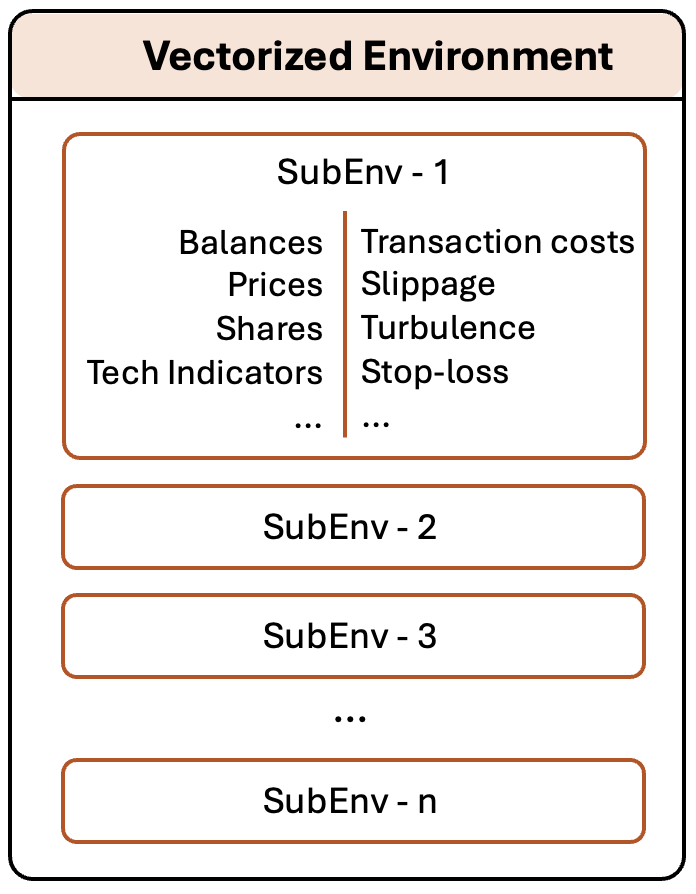 Vectorized Environment
SubEnv - 1
Balances
Prices
Shares
Tech Indicators
...
Transaction costs
Slippage
Turbulence
Stop-loss
...
SubEnv - 2
SubEnv - 3
...
SubEnv - n